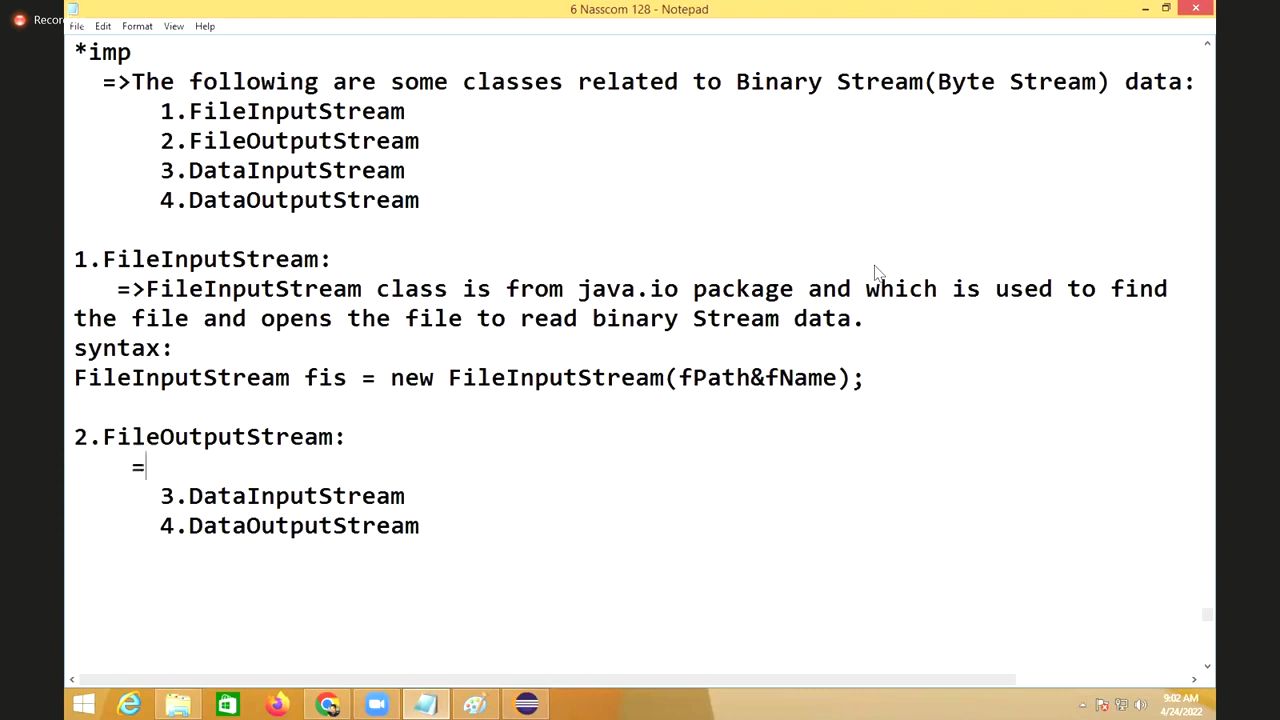 Recor
6 Nasscom 128 - Notepad
File Edit Format View Help
*imp
=>The following are some classes related to Binary Stream(Byte Stream) data:
1.FileInputStream
2.FileOutputStream
3.DataInputStream
4.DataOutputStream
1.FileInputStream:
=>FileInputStream class is from java.io package and which is used to find
the file and opens the file to read binary Stream data.
syntax:
FileInputStream fis = new FileInputStream(fPath&fName);
2.FileOutputStream:
=
3.DataInputStream
4.DataOutputStream
9:02 AM
4/24/2022